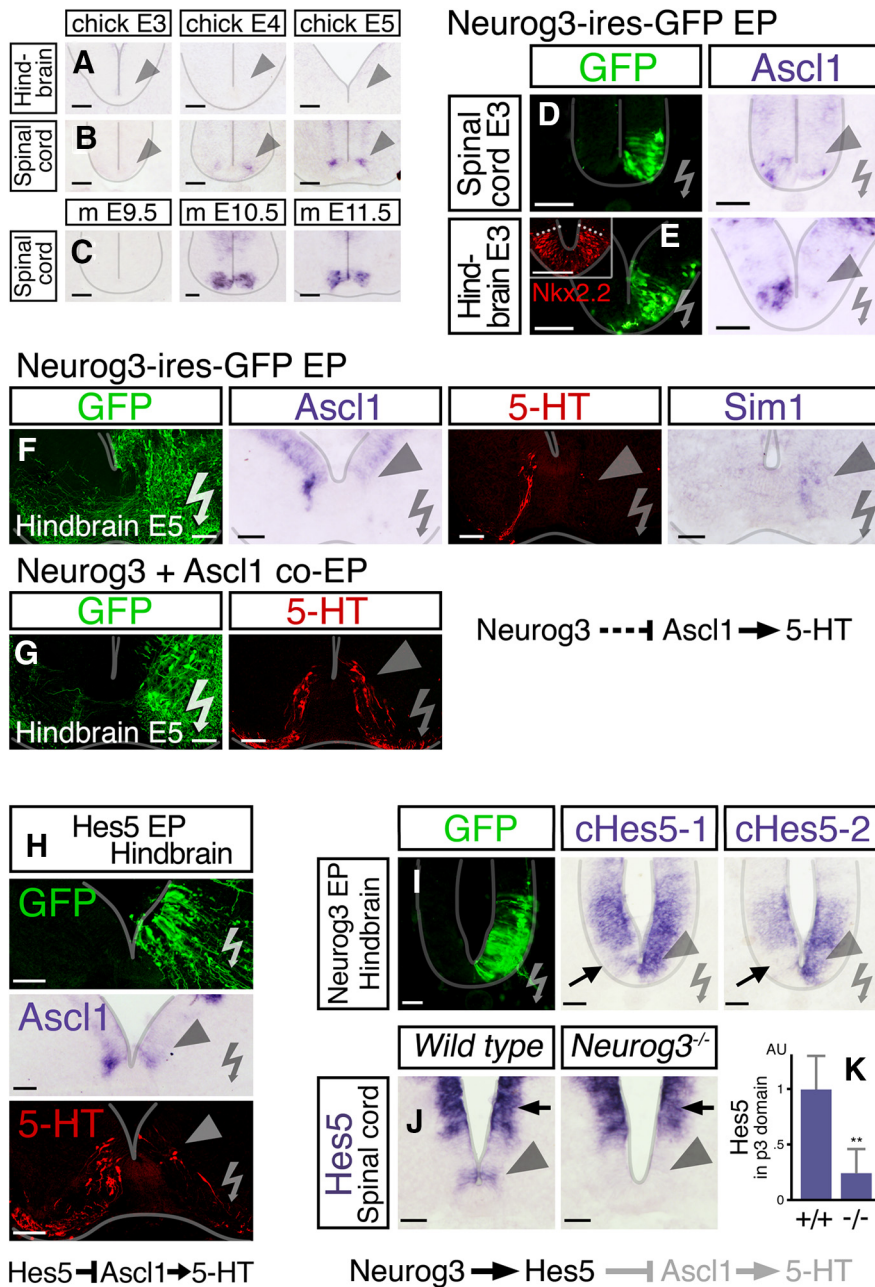 chick E3 chick E4 chick E5
Hind-
brain
A
Spinal
cord
B
m E9.5 m E10.5 m E11.5
Spinal
cord
C
Neurog3-ires-GFP EP
GFP Ascl1
Spinal
cord E3
D
Hind-
brain E3
E
Nkx2.2
Neurog3-ires-GFP EP
GFP Ascl1 5-HT Sim1
F
Hindbrain E5
Neurog3 + Ascl1 co-EP
GFP 5-HT
G
Hindbrain E5
Neurog3 Ascl1 5-HT
H
Hes5 EP
Hindbrain
GFP
Ascl1
5-HT
Hes5 Ascl1 5-HT
GFP cHes5-1 cHes5-2
Neurog3 EP
Hindbrain
I
Wild type Neurog3-/-
Hes5
Spinal cord
J
K
AU
Hes5
in p3 domain
1
.5
0
**
+/+ -/-
Neurog3 Hes5 Ascl1 5-HT